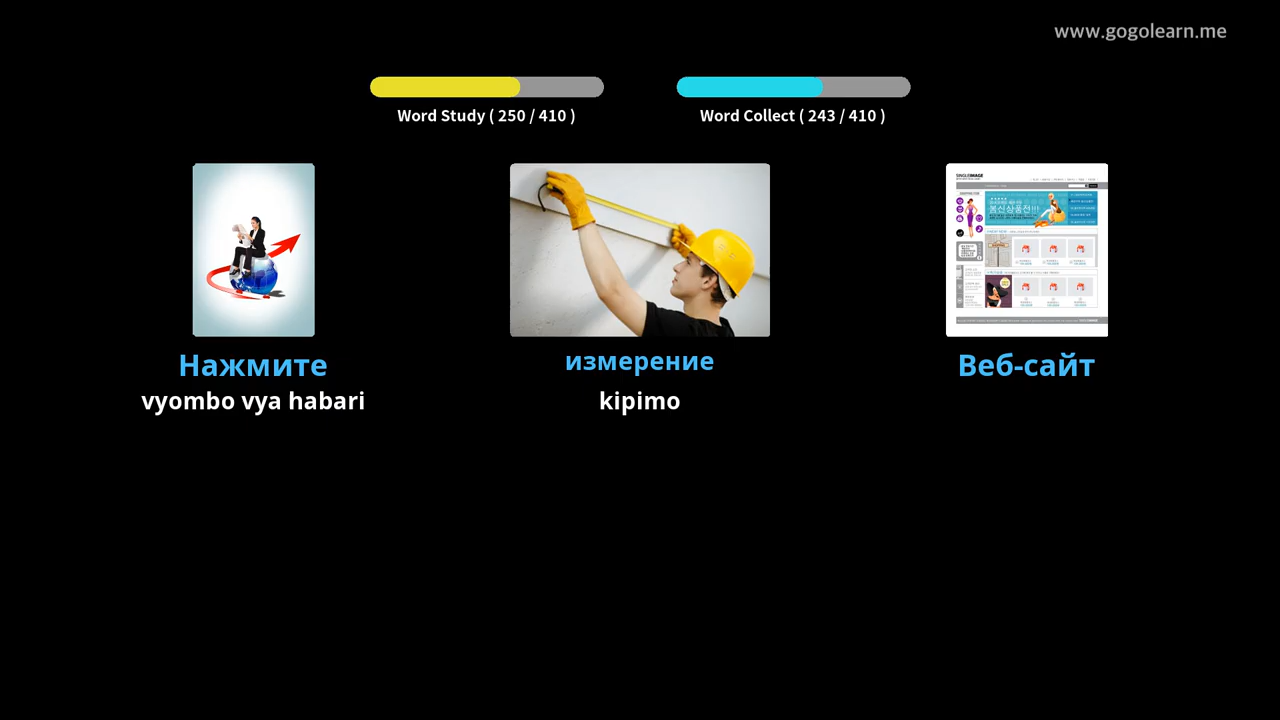 www.gogolearn.me
Word Study ( 250 / 410 )
Word Collect ( 243 / 410 )
Нажмите
измерение
Веб-сайт
vyombo vya habari
kipimo